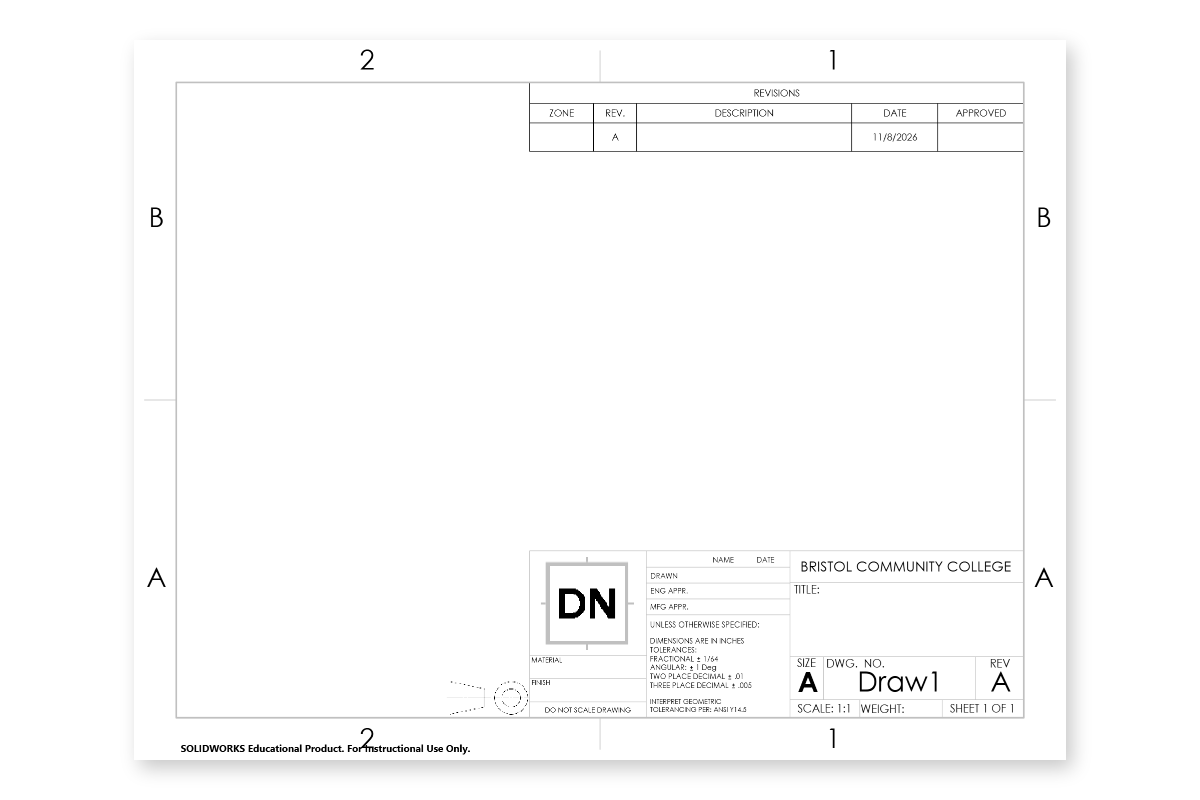 2 1
REVISIONS
ZONE REV. DESCRIPTION DATE APPROVED
A 11/8/2026
B B
A A
DN
NAME DATE
DRAWN
ENG APPR.
MFG APPR.
UNLESS OTHERWISE SPECIFIED:
DIMENSIONS ARE IN INCHES
TOLERANCES:
FRACTIONAL ± 1/64
ANGULAR: ± 1 Deg
TWO PLACE DECIMAL ± .01
THREE PLACE DECIMAL ± .005
INTERPRET GEOMETRIC
TOLERANCING PER: ANSI Y14.5
MATERIAL
FINISH
DO NOT SCALE DRAWING
BRISTOL COMMUNITY COLLEGE
TITLE:
SIZE DWG. NO. REV
A Draw1 A
SCALE: 1:1 WEIGHT: SHEET 1 OF 1
2 1
SOLIDWORKS Educational Product. For Instructional Use Only.